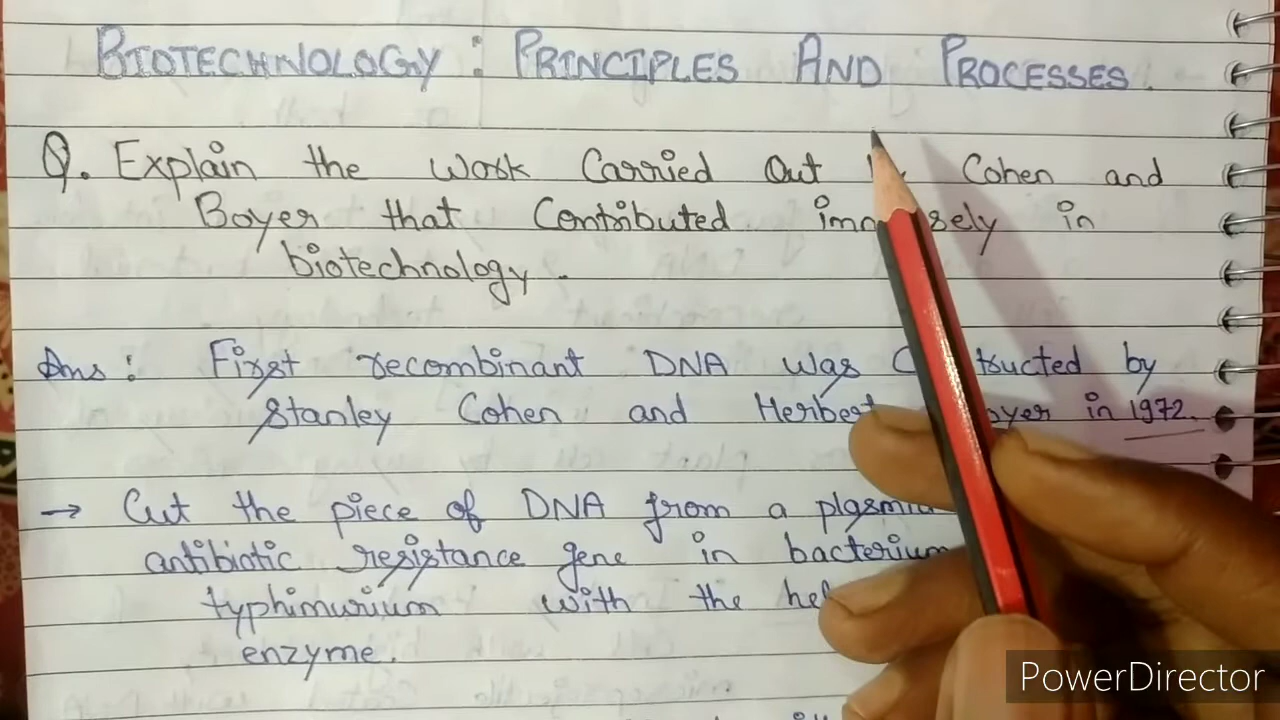 BIOTECHNOLOGY : PRINCIPLES AND PROCESSES.
Q. Explain the work Carried out Cohen and
Boyer that Contributed in
biotechnology.
Ans: First recombinant DNA was by
Stanley Cohen and in 1972.
→ Cut the piece of DNA from a
antibiotic resistance gene in bacterium
typhimurium with the
enzyme.
PowerDirector